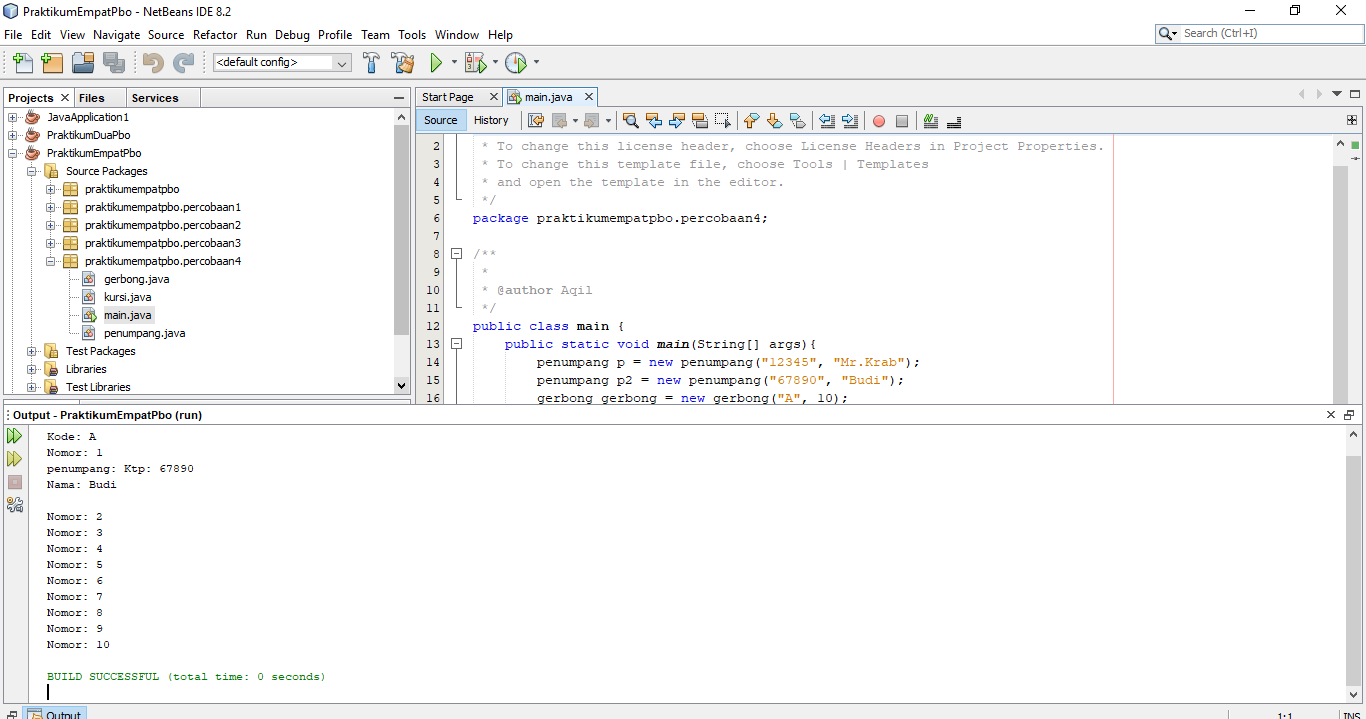 PraktikumEmpatPbo - NetBeans IDE 8.2
File Edit View Navigate Source Refactor Run Debug Profile Team Tools Window Help
Search (Ctrl+I)
<default config>
Projects Files Services
JavaApplication1
PraktikumDuaPbo
PraktikumEmpatPbo
Source Packages
praktikumempatpbo
praktikumempatpbo.percobaan1
praktikumempatpbo.percobaan2
praktikumempatpbo.percobaan3
praktikumempatpbo.percobaan4
gerbong.java
kursi.java
main.java
penumpang.java
Test Packages
Libraries
Test Libraries
Start Page main.java
Source History
2 * To change this license header, choose License Headers in Project Properties.
3 * To change this template file, choose Tools | Templates
4 * and open the template in the editor.
5 */
6 package praktikumempatpbo.percobaan4;
7
8 /**
9 *
10 * @author Aqil
11 */
12 public class main {
13 public static void main(String[] args){
14 penumpang p = new penumpang("12345", "Mr.Krab");
15 penumpang p2 = new penumpang("67890", "Budi");
16 gerbong gerbong = new gerbong("A", 10);
Output - PraktikumEmpatPbo (run)
Kode: A
Nomor: 1
penumpang: Ktp: 67890
Nama: Budi
Nomor: 2
Nomor: 3
Nomor: 4
Nomor: 5
Nomor: 6
Nomor: 7
Nomor: 8
Nomor: 9
Nomor: 10
BUILD SUCCESSFUL (total time: 0 seconds)
Output
1:1 INS